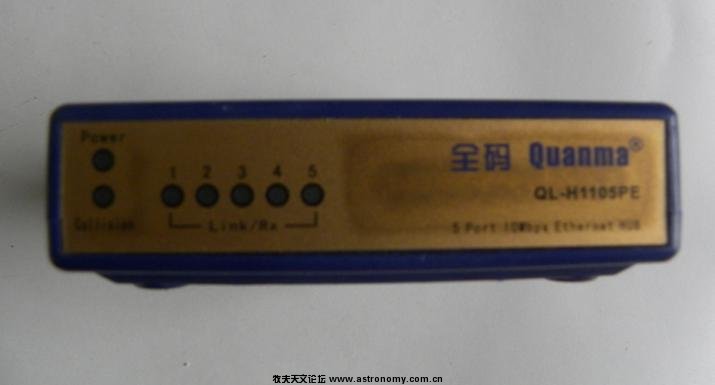 Power
全码 Quanma®
1 2 3 4 5
QL-H1105PE
Collision
Link/Rx
5 Port 10Mbps Ethernet HUB
牧夫天文论坛 www.astronomy.com.cn